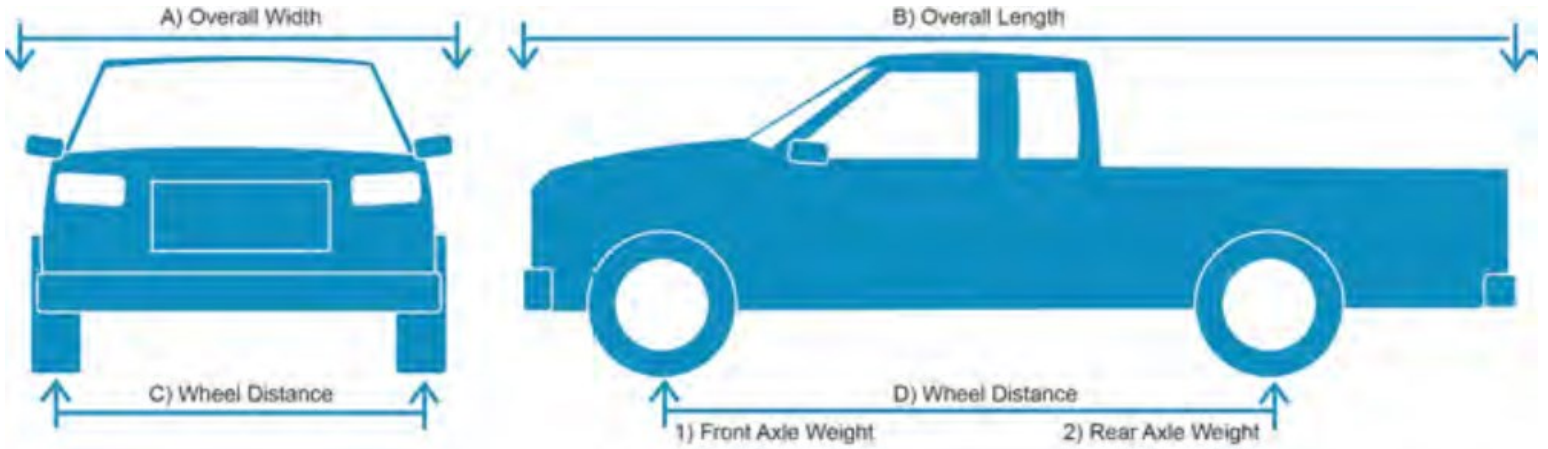 A) Overall Width
B) Overall Length
C) Wheel Distance
D) Wheel Distance
1) Front Axle Weight
2) Rear Axle Weight